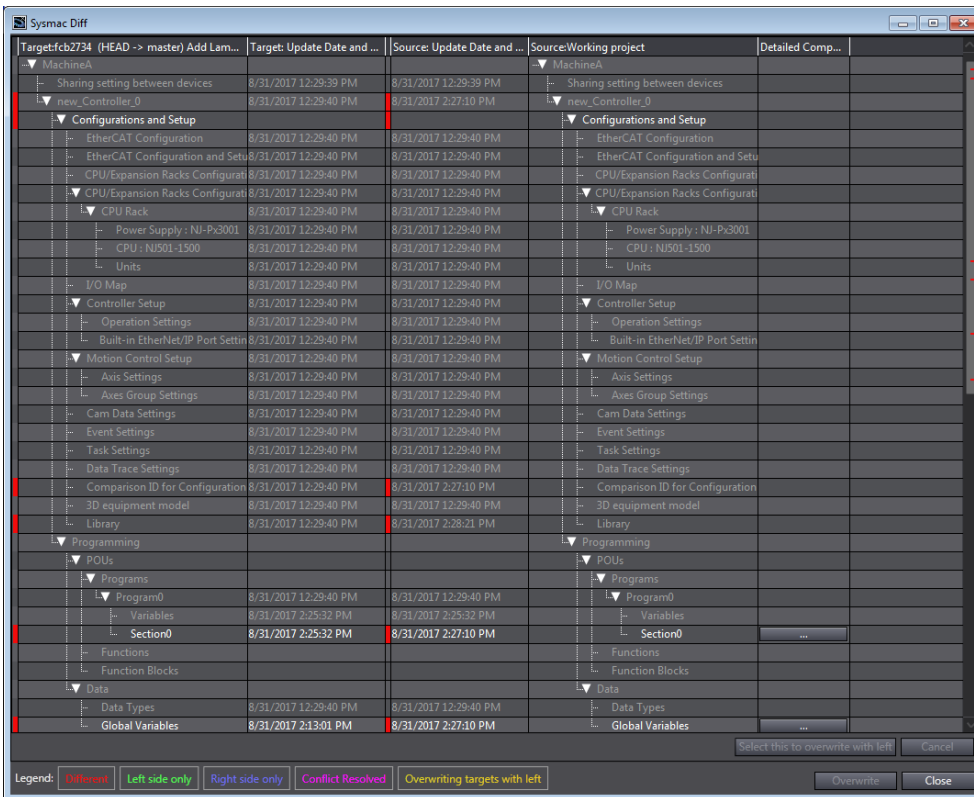 Sysmac Diff
Target:fcb2734 (HEAD -> master) Add Lam... Target: Update Date and ... Source: Update Date and ... Source:Working project Detailed Comp...
MachineA MachineA
Sharing setting between devices 8/31/2017 12:29:39 PM 8/31/2017 12:29:39 PM Sharing setting between devices
new_Controller_0 8/31/2017 12:29:40 PM 8/31/2017 2:27:10 PM new_Controller_0
Configurations and Setup Configurations and Setup
EtherCAT Configuration 8/31/2017 12:29:40 PM 8/31/2017 12:29:40 PM EtherCAT Configuration
EtherCAT Configuration and Setu 8/31/2017 12:29:40 PM 8/31/2017 12:29:40 PM EtherCAT Configuration and Setu
CPU/Expansion Racks Configurati 8/31/2017 12:29:40 PM 8/31/2017 12:29:40 PM CPU/Expansion Racks Configurati
CPU/Expansion Racks Configurati 8/31/2017 12:29:40 PM 8/31/2017 12:29:40 PM CPU/Expansion Racks Configurati
CPU Rack 8/31/2017 12:29:40 PM 8/31/2017 12:29:40 PM CPU Rack
Power Supply : NJ-Px3001 8/31/2017 12:29:40 PM 8/31/2017 12:29:40 PM Power Supply : NJ-Px3001
CPU : NJ501-1500 8/31/2017 12:29:40 PM 8/31/2017 12:29:40 PM CPU : NJ501-1500
Units 8/31/2017 12:29:40 PM 8/31/2017 12:29:40 PM Units
I/O Map 8/31/2017 12:29:40 PM 8/31/2017 12:29:40 PM I/O Map
Controller Setup 8/31/2017 12:29:40 PM 8/31/2017 12:29:40 PM Controller Setup
Operation Settings 8/31/2017 12:29:40 PM 8/31/2017 12:29:40 PM Operation Settings
Built-in EtherNet/IP Port Settin 8/31/2017 12:29:40 PM 8/31/2017 12:29:40 PM Built-in EtherNet/IP Port Settin
Motion Control Setup 8/31/2017 12:29:40 PM 8/31/2017 12:29:40 PM Motion Control Setup
Axis Settings 8/31/2017 12:29:40 PM 8/31/2017 12:29:40 PM Axis Settings
Axes Group Settings 8/31/2017 12:29:40 PM 8/31/2017 12:29:40 PM Axes Group Settings
Cam Data Settings 8/31/2017 12:29:40 PM 8/31/2017 12:29:40 PM Cam Data Settings
Event Settings 8/31/2017 12:29:40 PM 8/31/2017 12:29:40 PM Event Settings
Task Settings 8/31/2017 12:29:40 PM 8/31/2017 12:29:40 PM Task Settings
Data Trace Settings 8/31/2017 12:29:40 PM 8/31/2017 12:29:40 PM Data Trace Settings
Comparison ID for Configuration 8/31/2017 12:29:40 PM 8/31/2017 2:27:10 PM Comparison ID for Configuration
3D equipment model 8/31/2017 12:29:40 PM 8/31/2017 12:29:40 PM 3D equipment model
Library 8/31/2017 12:29:40 PM 8/31/2017 2:28:21 PM Library
Programming Programming
POUs POUs
Programs Programs
Program0 8/31/2017 12:29:40 PM 8/31/2017 12:29:40 PM Program0
Variables 8/31/2017 2:25:32 PM 8/31/2017 2:25:32 PM Variables
Section0 8/31/2017 2:25:32 PM 8/31/2017 2:27:10 PM Section0 ...
Functions Functions
Function Blocks Function Blocks
Data Data
Data Types 8/31/2017 12:29:40 PM 8/31/2017 12:29:40 PM Data Types
Global Variables 8/31/2017 2:13:01 PM 8/31/2017 2:27:10 PM Global Variables ...
Select this to overwrite with left Cancel
Legend: Different Left side only Right side only Conflict Resolved Overwriting targets with left Overwrite Close